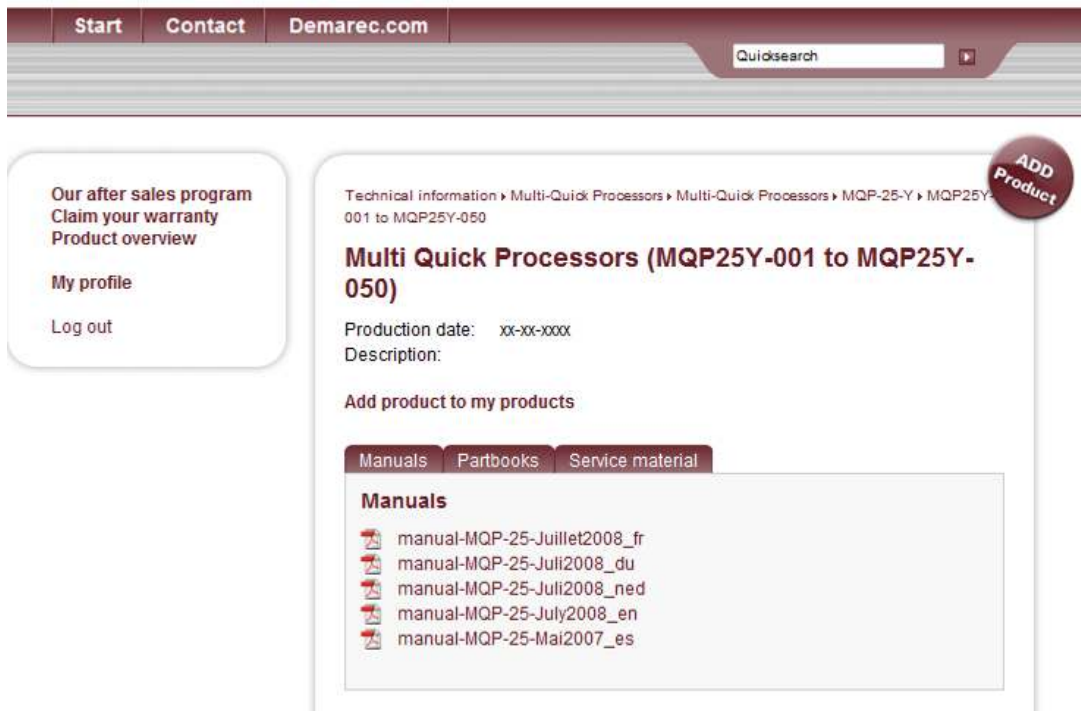 Start Contact Demarec.com
Quicksearch
ADD
Product
Our after sales program
Claim your warranty
Product overview
My profile
Log out
Technical information Multi-Quick Processors Multi-Quick Processors MQP-25-Y MQP25Y-
001 to MQP25Y-050
Multi Quick Processors (MQP25Y-001 to MQP25Y-
050)
Production date: xx-xx-xxxx
Description:
Add product to my products
Manuals Partbooks Service material
Manuals
manual-MQP-25-Juillet2008_fr
manual-MQP-25-Juli2008_du
manual-MQP-25-Juli2008_ned
manual-MQP-25-July2008_en
manual-MQP-25-Mai2007_es